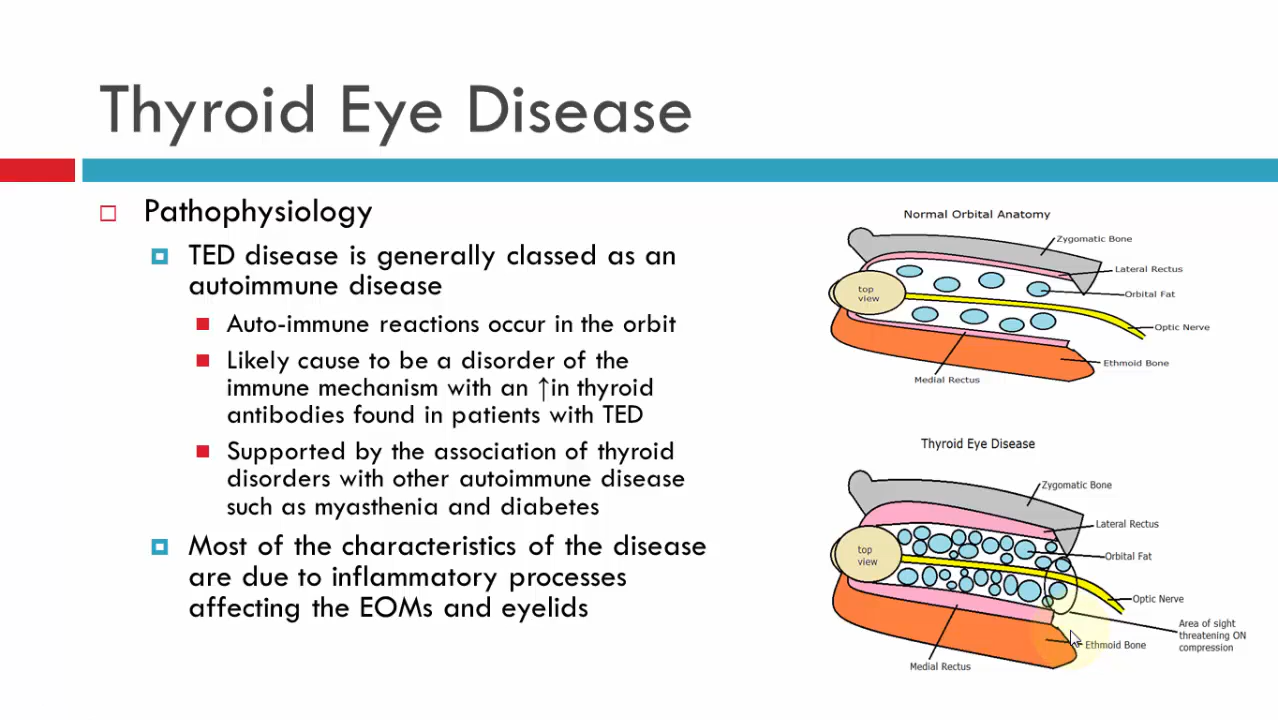 Thyroid Eye Disease
Pathophysiology
TED disease is generally classed as an
autoimmune disease
Auto-immune reactions occur in the orbit
Likely cause to be a disorder of the
immune mechanism with an ↑in thyroid
antibodies found in patients with TED
Supported by the association of thyroid
disorders with other autoimmune disease
such as myasthenia and diabetes
Most of the characteristics of the disease
are due to inflammatory processes
affecting the EOMs and eyelids
Normal Orbital Anatomy
Zygomatic Bone
Lateral Rectus
top
view
Orbital Fat
Optic Nerve
Ethmoid Bone
Medial Rectus
Thyroid Eye Disease
Zygomatic Bone
Lateral Rectus
top
view
Orbital Fat
Optic Nerve
Area of sight
threatening ON
compression
Ethmoid Bone
Medial Rectus